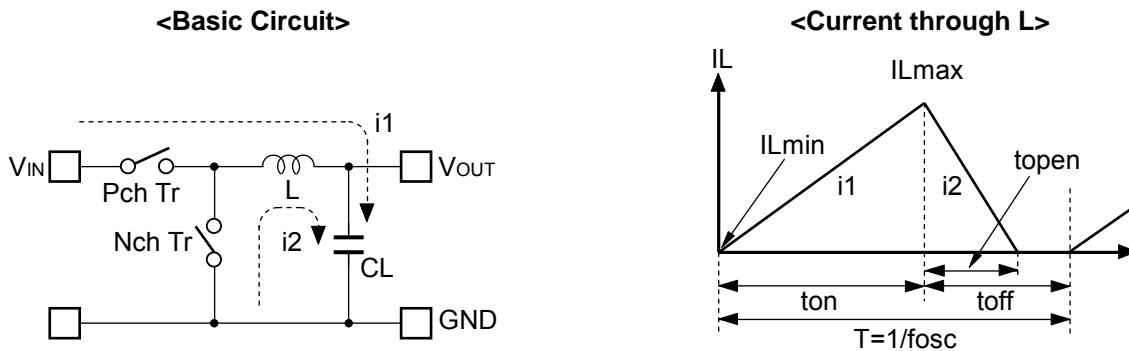 <Basic Circuit>
i1
VIN
Pch Tr
L
VOUT
Nch Tr
i2
CL
GND
<Current through L>
IL
ILmax
ILmin
i1
i2
topen
ton
toff
T=1/fosc